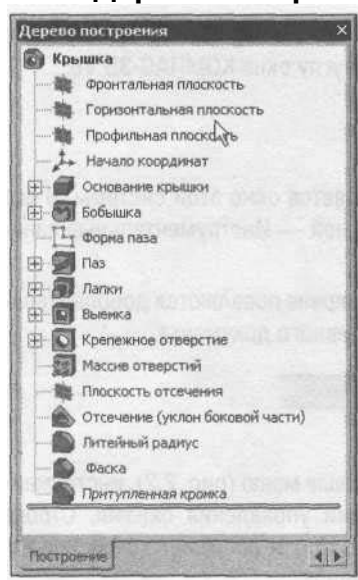 Дерево построения
Крышка
Фронтальная плоскость
Горизонтальная плоскость
Профильная плоскость
Начало координат
Основание крышки
Бобышка
Форма паза
Паз
Лапки
Выемка
Крепежное отверстие
Массив отверстий
Плоскость отсечения
Отсечение (уклон боковой части)
Литейный радиус
Фаска
Притупленная кромка
Построение